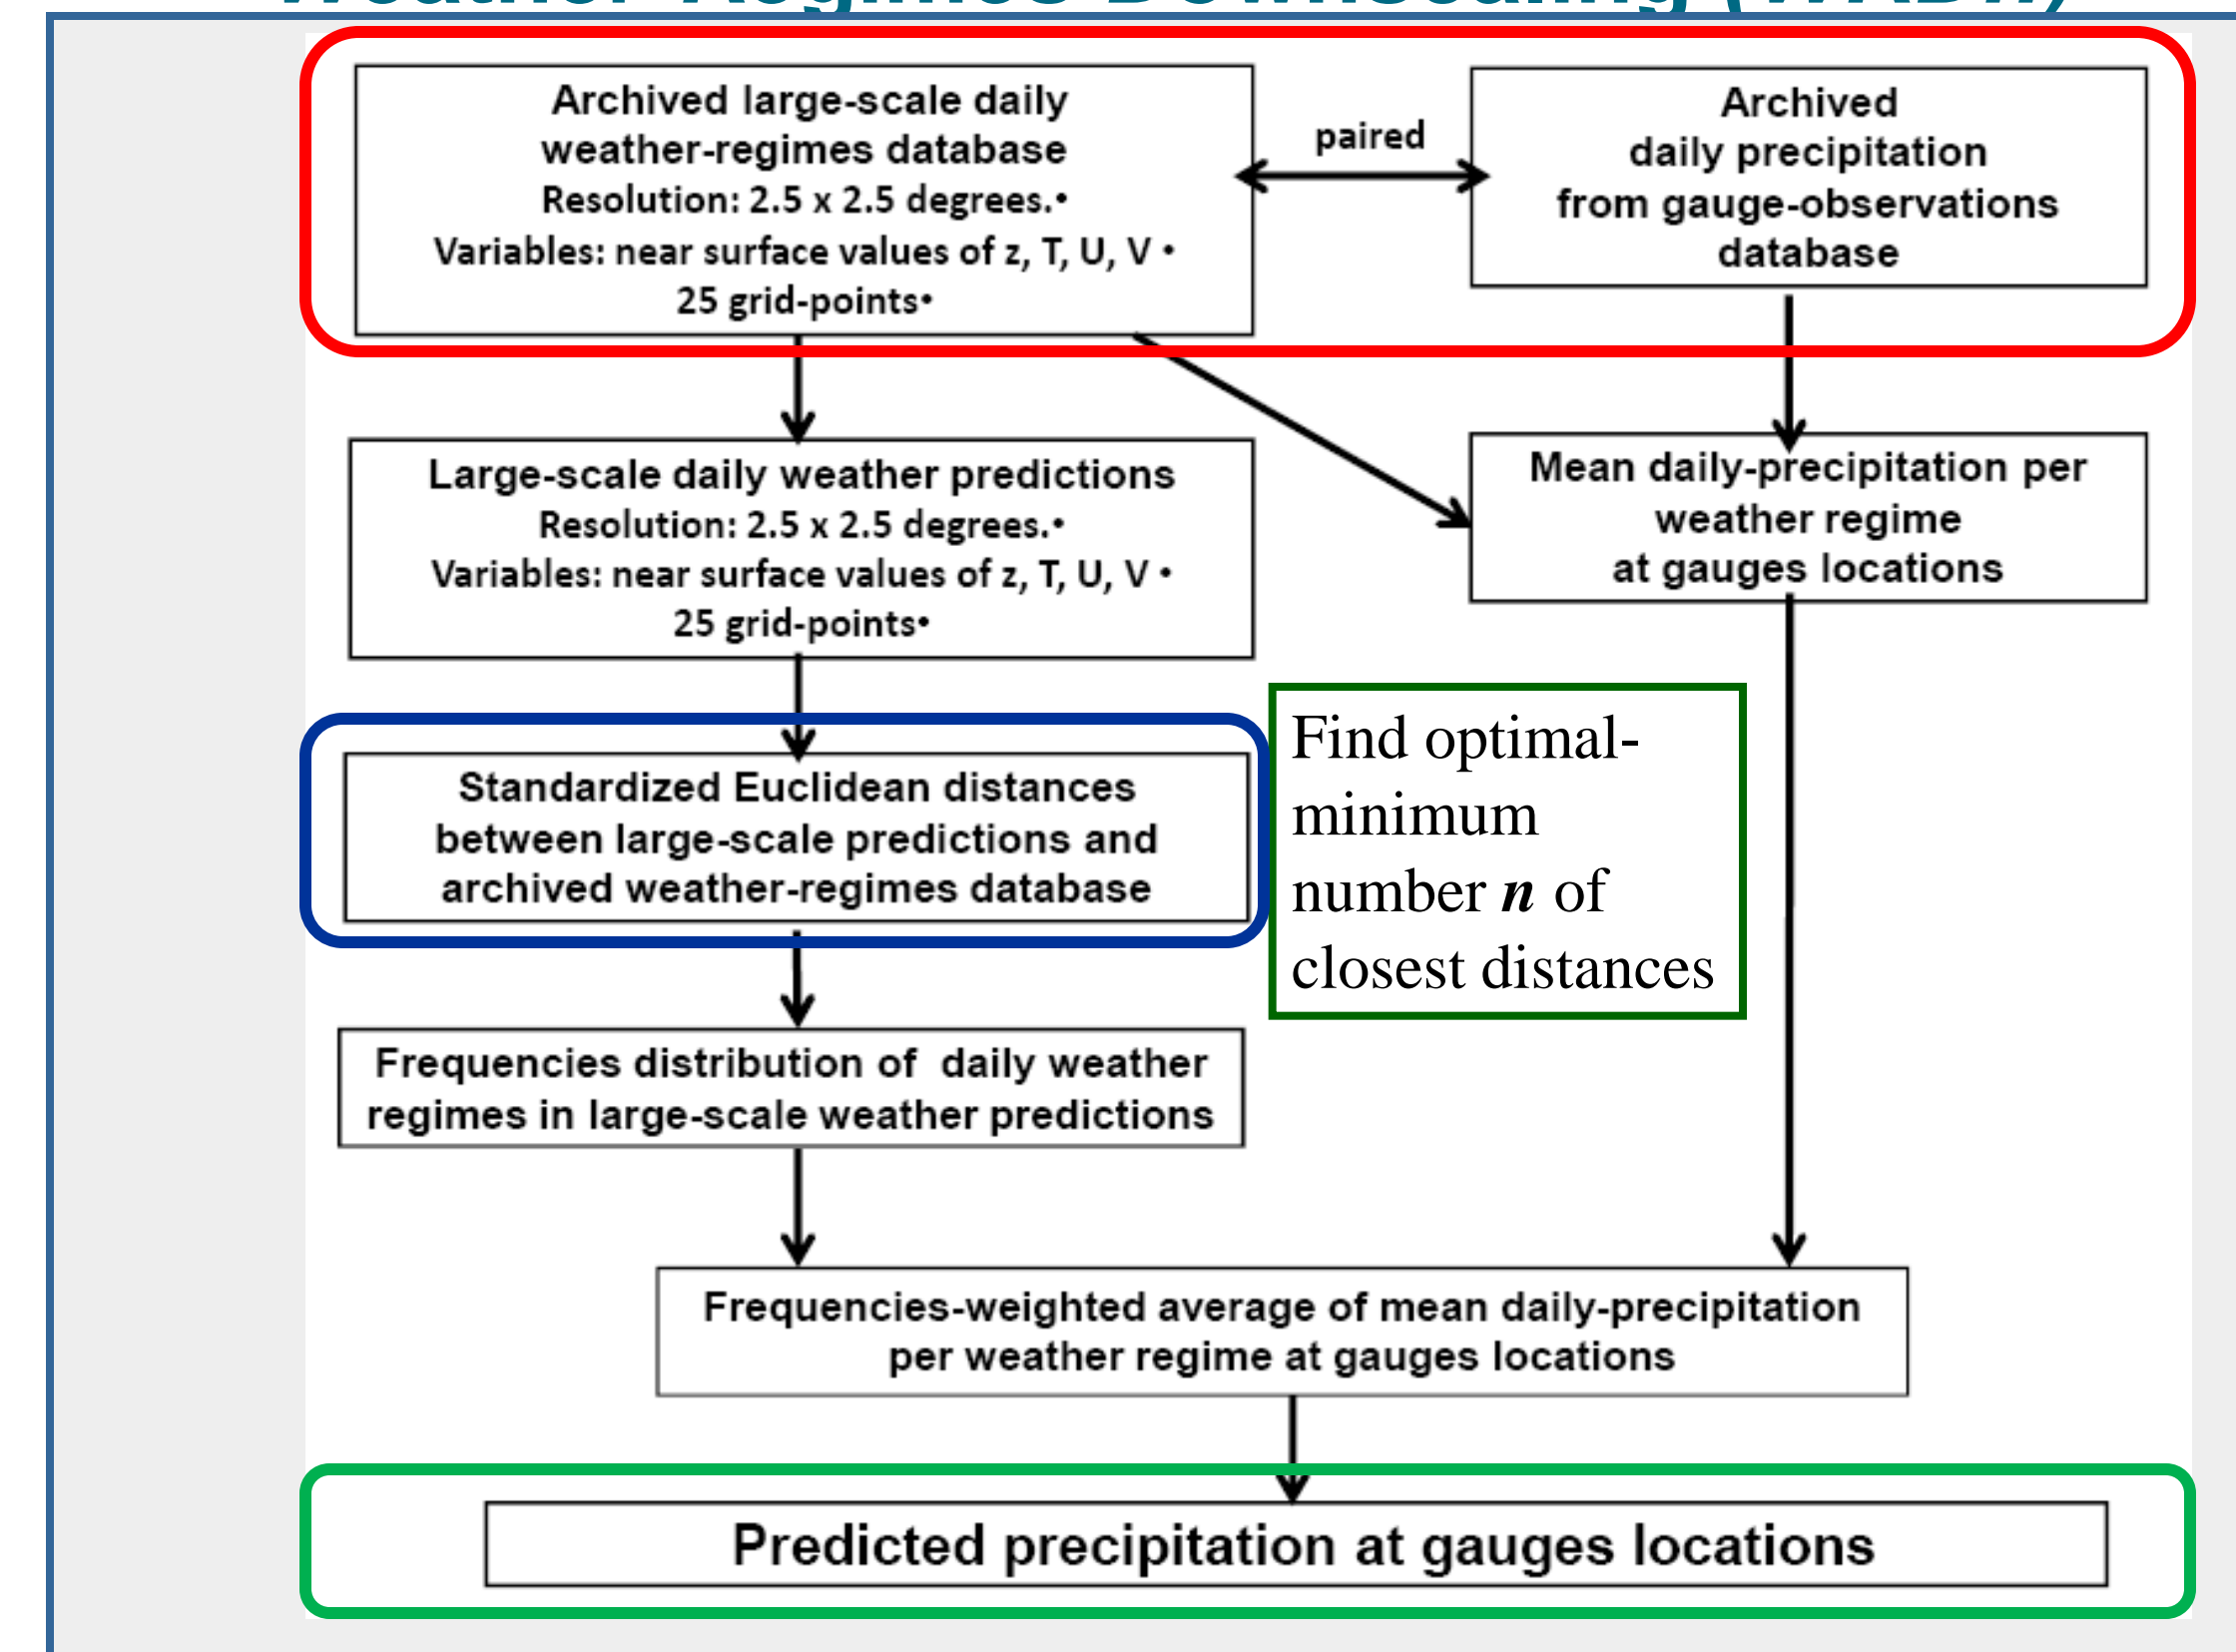 Archived large-scale daily
weather-regimes database
Resolution: 2.5 x 2.5 degrees.•
Variables: near surface values of z, T, U, V •
25 grid-points•
paired
Archived
daily precipitation
from gauge-observations
database
Large-scale daily weather predictions
Resolution: 2.5 x 2.5 degrees.•
Variables: near surface values of z, T, U, V •
25 grid-points•
Mean daily-precipitation per
weather regime
at gauges locations
Standardized Euclidean distances
between large-scale predictions and
archived weather-regimes database
Find optimal-
minimum
number n of
closest distances
Frequencies distribution of daily weather
regimes in large-scale weather predictions
Frequencies-weighted average of mean daily-precipitation
per weather regime at gauges locations
Predicted precipitation at gauges locations